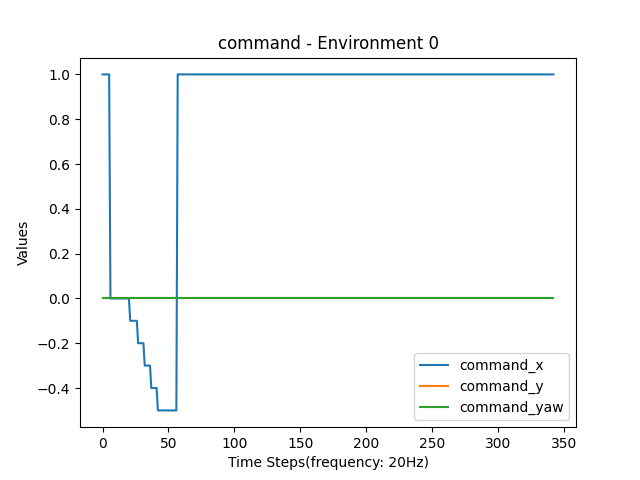 command - Environment 0
Values
1.0
0.8
0.6
0.4
0.2
0.0
−0.2
−0.4
0
50
100
150
200
250
300
350
Time Steps(frequency: 20Hz)
command_x
command_y
command_yaw